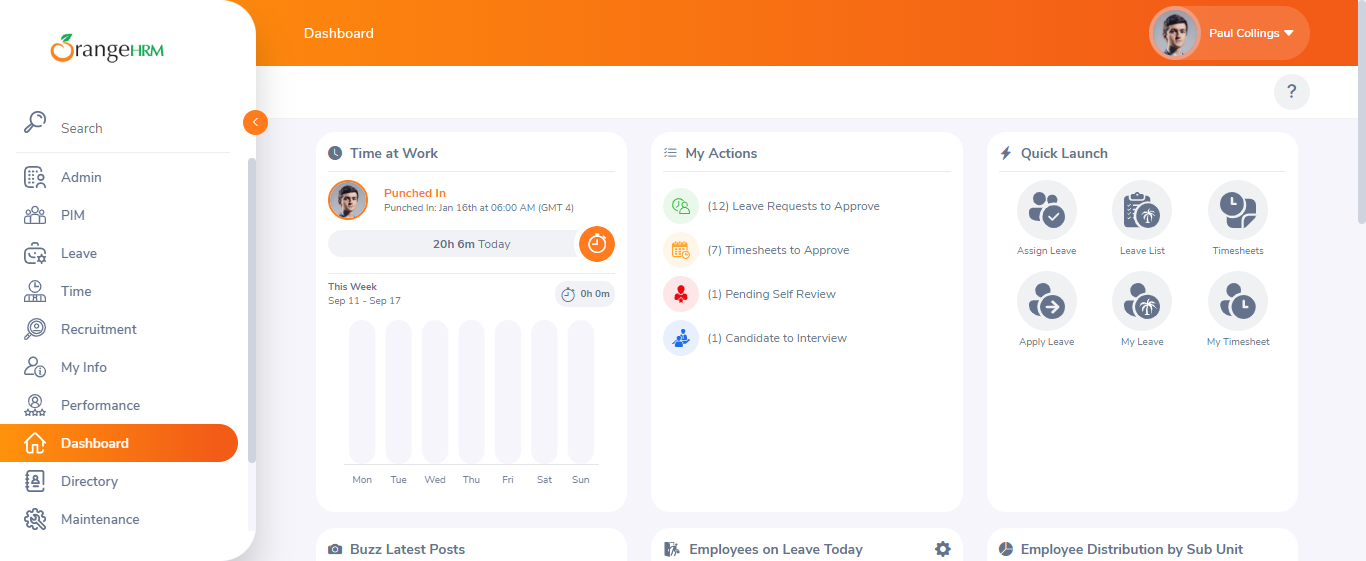 OrangeHRM
Search
Admin
PIM
Leave
Time
Recruitment
My Info
Performance
Dashboard
Directory
Maintenance
Dashboard
Paul Collings
?
Time at Work
Punched In
Punched In: Jan 16th at 06:00 AM (GMT 4)
20h 6m Today
This Week
Sep 11 - Sep 17
0h 0m
Mon Tue Wed Thu Fri Sat Sun
My Actions
(12) Leave Requests to Approve
(7) Timesheets to Approve
(1) Pending Self Review
(1) Candidate to Interview
Quick Launch
Assign Leave Leave List Timesheets
Apply Leave My Leave My Timesheet
Buzz Latest Posts
Employees on Leave Today
Employee Distribution by Sub Unit